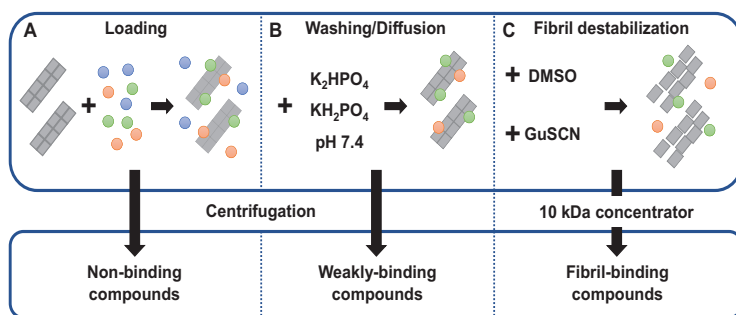 A Loading
+
B Washing/Diffusion
+
K₂HPO₄
KH₂PO₄
pH 7.4
C Fibril destabilization
+ DMSO
+ GuSCN
Centrifugation
10 kDa concentrator
Non-binding
compounds
Weakly-binding
compounds
Fibril-binding
compounds